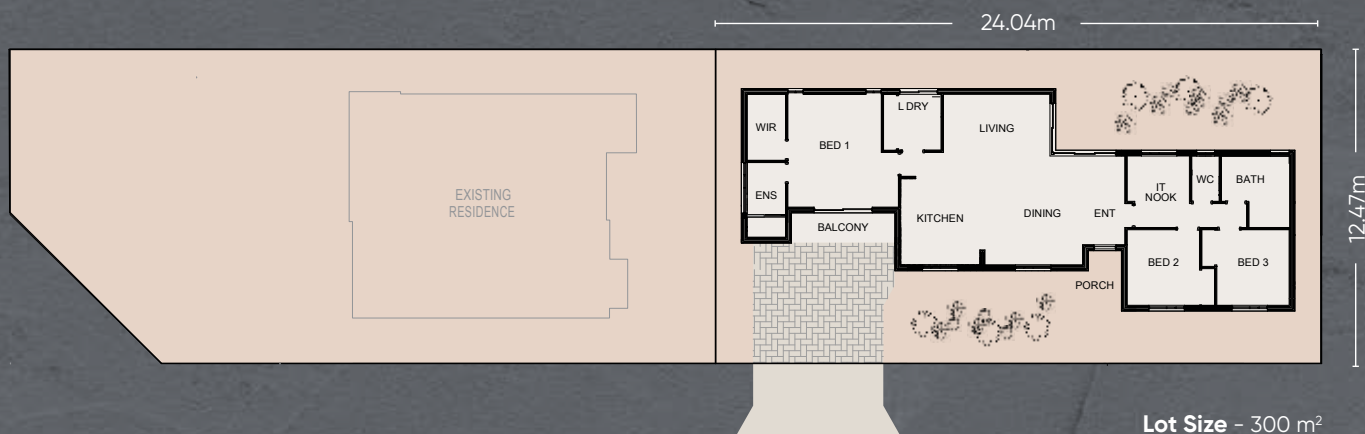 24.04m
12.47m
L DRY
WIR
BED 1
LIVING
EXISTING
RESIDENCE
ENS
IT
NOOK
WC
BATH
KITCHEN
DINING
ENT
BALCONY
BED 2
BED 3
PORCH
Lot Size - 300 m²